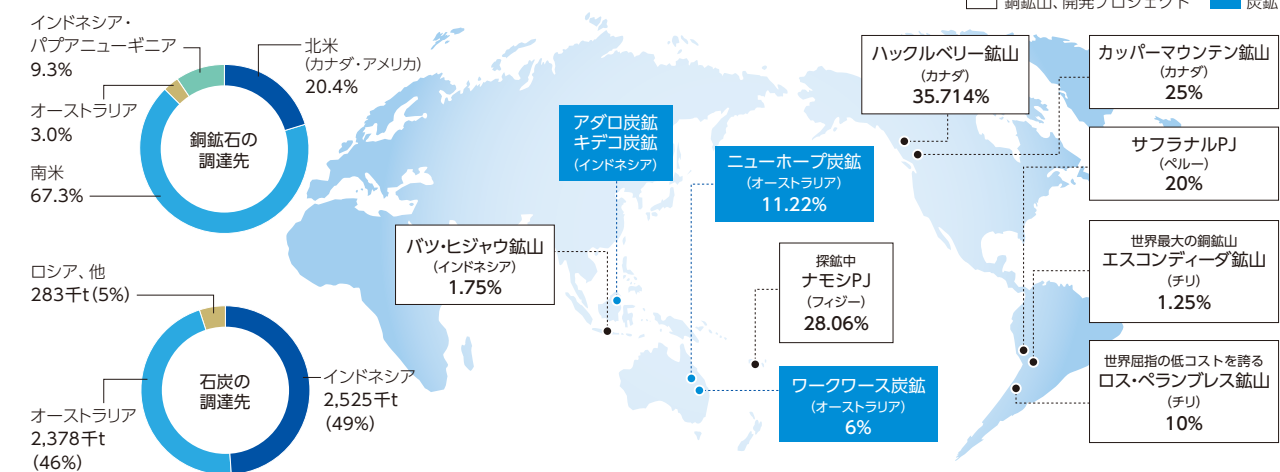 銅鉱山、開発プロジェクト
炭鉱
インドネシア・
パプアニューギニア
9.3%
オーストラリア
3.0%
南米
67.3%
北米
(カナダ・アメリカ)
20.4%
銅鉱石の
調達先
ロシア、他
283千t(5%)
オーストラリア
2,378千t
(46%)
インドネシア
2,525千t
(49%)
石炭の
調達先
バツ・ヒジャウ鉱山
(インドネシア)
1.75%
アダロ炭鉱
キデコ炭鉱
(インドネシア)
ニューホープ炭鉱
(オーストラリア)
11.22%
探鉱中
ナモシPJ
(フィジー)
28.06%
ワークワース炭鉱
(オーストラリア)
6%
ハックルベリー鉱山
(カナダ)
35.714%
カッパーマウンテン鉱山
(カナダ)
25%
サフラナルPJ
(ペルー)
20%
世界最大の銅鉱山
エスコンディーダ鉱山
(チリ)
1.25%
世界屈指の低コストを誇る
ロス・ペランブレス鉱山
(チリ)
10%